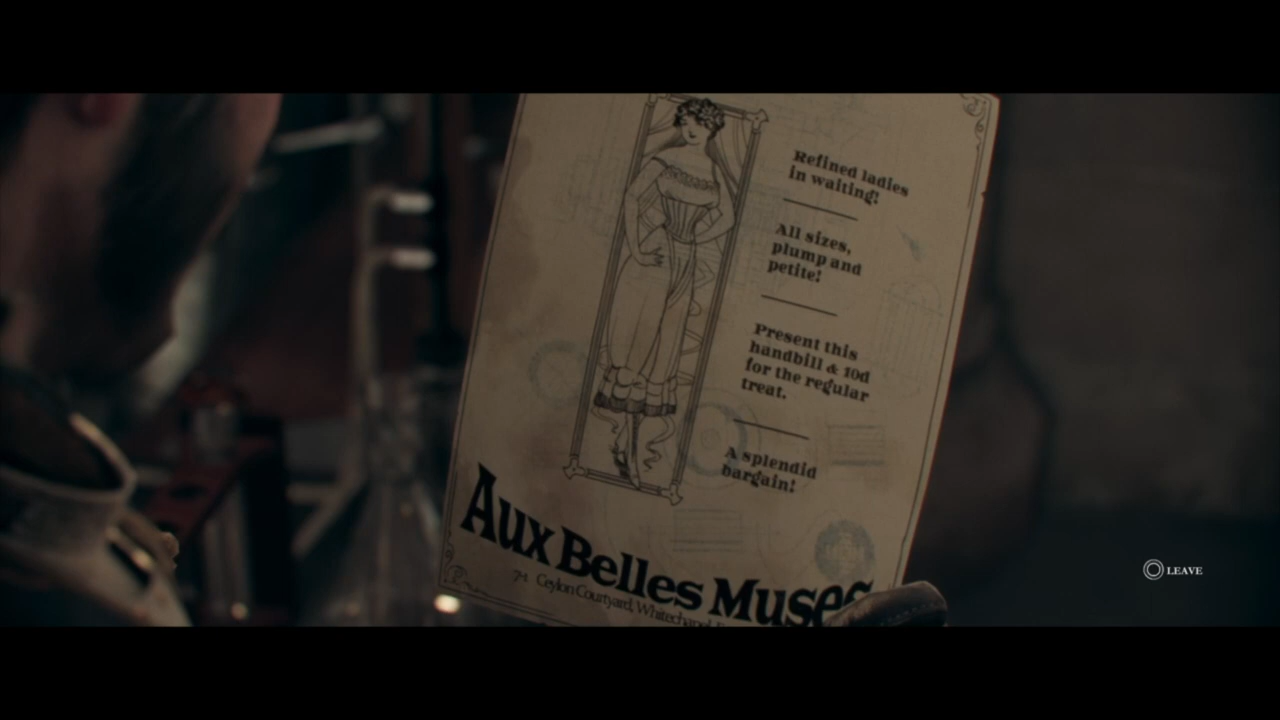 Refined ladies
in waiting!
All sizes,
plump and
petite!
Present this
handbill & 10d
for the regular
treat.
A splendid
bargain!
Aux Belles Muses
74 Ceylon Courtyard, Whitechapel,
LEAVE